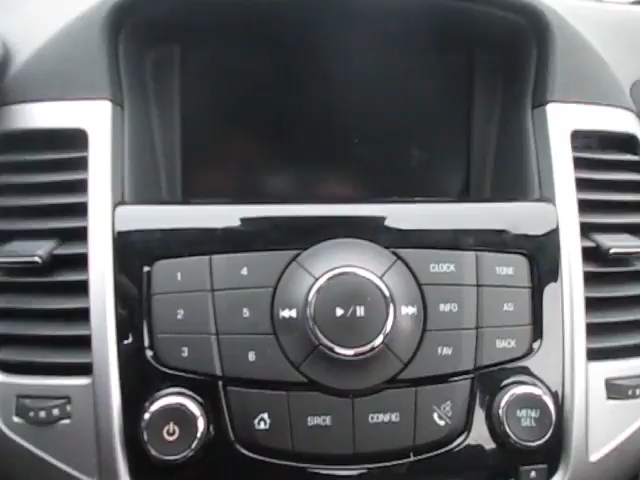 1 4 CLOCK TONE
2 5 INFO AS
3 6 FAV BACK
SRCE CONFIG
MENU
SEL